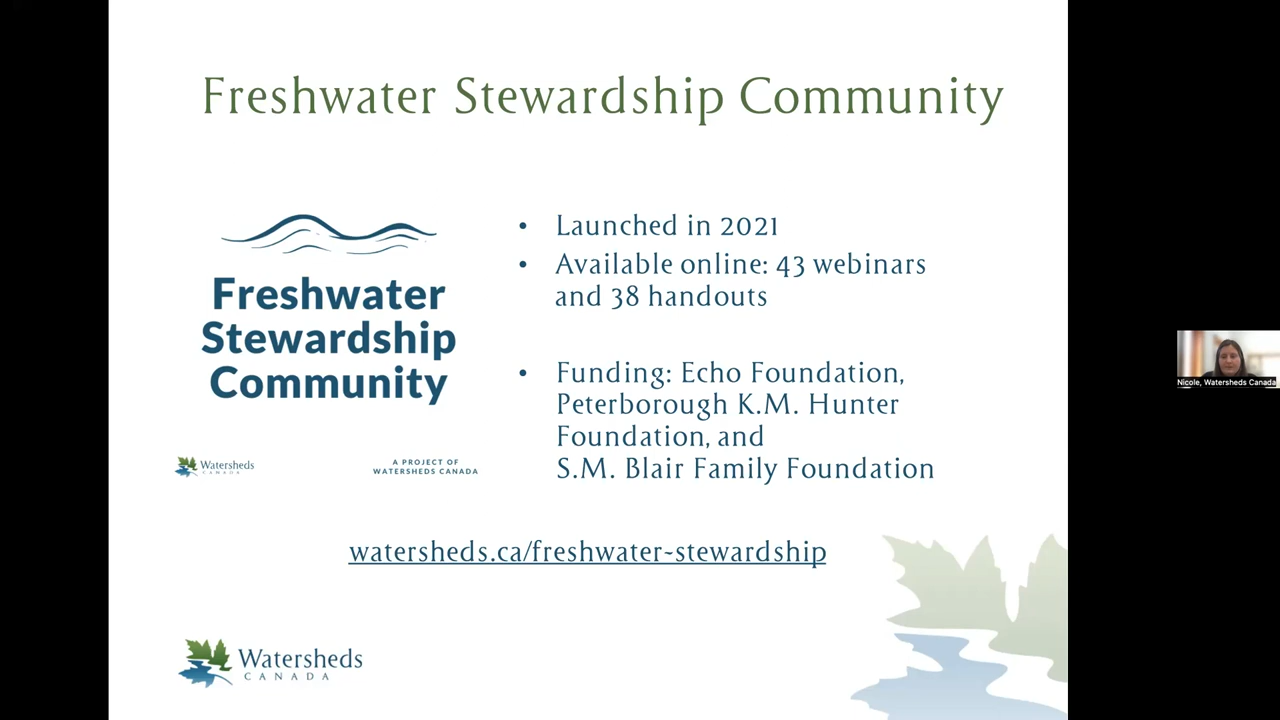 Freshwater Stewardship Community
Freshwater
Stewardship
Community
Watersheds
CANADA
A PROJECT OF
WATERSHEDS CANADA
• Launched in 2021
• Available online: 43 webinars
and 38 handouts
• Funding: Echo Foundation,
Peterborough K.M. Hunter
Foundation, and
S.M. Blair Family Foundation
watersheds.ca/freshwater-stewardship
Watersheds
CANADA
Nicole, Watersheds Canada